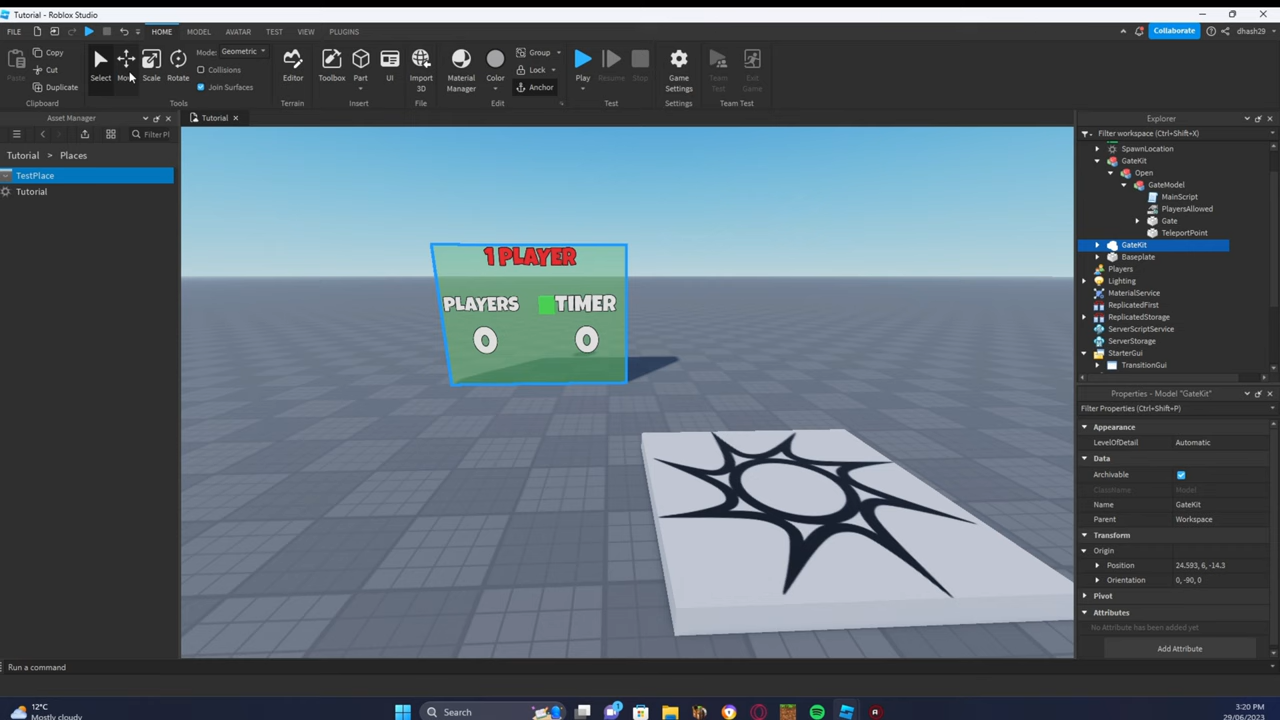 Tutorial - Roblox Studio
FILE HOME MODEL AVATAR TEST VIEW PLUGINS Collaborate dhash29
Paste Copy Cut Duplicate Clipboard
Select Move Scale Rotate Mode: Geometric Collisions Join Surfaces Tools
Editor Terrain
Toolbox Part UI Insert
Import 3D File
Material Manager Color Group Lock Anchor Edit
Play Resume Stop Test
Game Settings Settings
Team Test Exit Game Team Test
Asset Manager
Filter Pl
Tutorial > Places
TestPlace
Tutorial
Tutorial
1 PLAYER
PLAYERS TIMER
0 0
Explorer
Filter workspace (Ctrl+Shift+X)
SpawnLocation
GateKit
Open
GateModel
MainScript
PlayersAllowed
Gate
TeleportPoint
GateKit
Baseplate
Players
Lighting
MaterialService
ReplicatedFirst
ReplicatedStorage
ServerScriptService
ServerStorage
StarterGui
TransitionGui
Properties - Model "GateKit"
Filter Properties (Ctrl+Shift+P)
Appearance
LevelOfDetail Automatic
Data
Archivable
ClassName Model
Name GateKit
Parent Workspace
Transform
Origin
Position 24.593, 6, -14.3
Orientation 0, -90, 0
Pivot
Attributes
No Attribute has been added yet
Add Attribute
Run a command
12°C
Mostly cloudy
Search
1
3:20 PM
29/06/2023